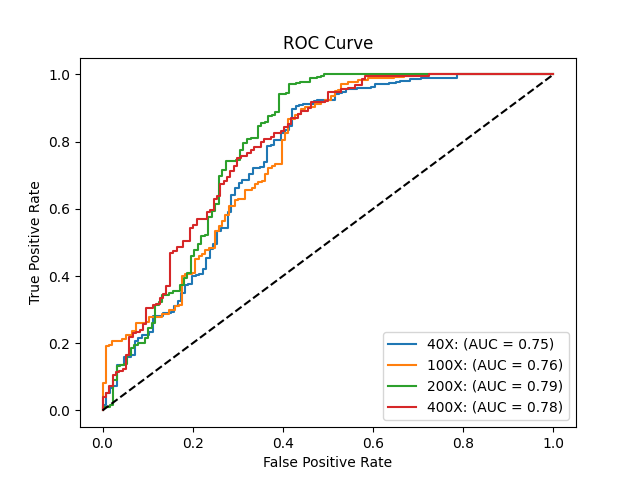 ROC Curve
True Positive Rate
1.0
0.8
0.6
0.4
0.2
0.0
40X: (AUC = 0.75)
100X: (AUC = 0.76)
200X: (AUC = 0.79)
400X: (AUC = 0.78)
0.0 0.2 0.4 0.6 0.8 1.0
False Positive Rate